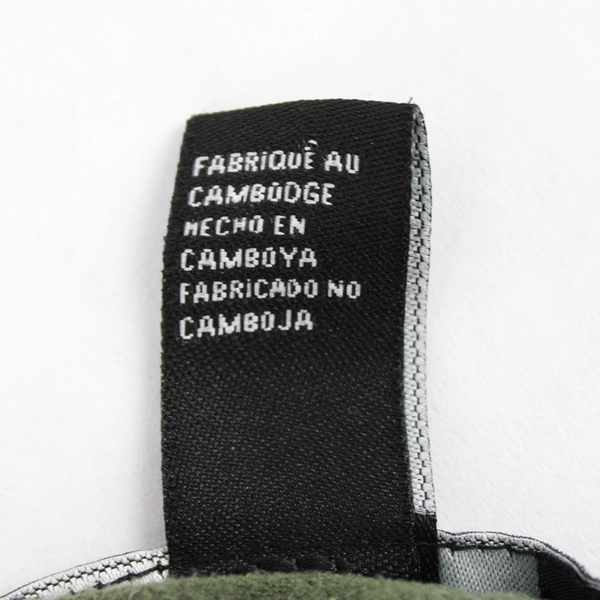 FABRIQUÉ AU
CAMBODGE
HECHO EN
CAMBOYA
FABRICADO NO
CAMBOJA